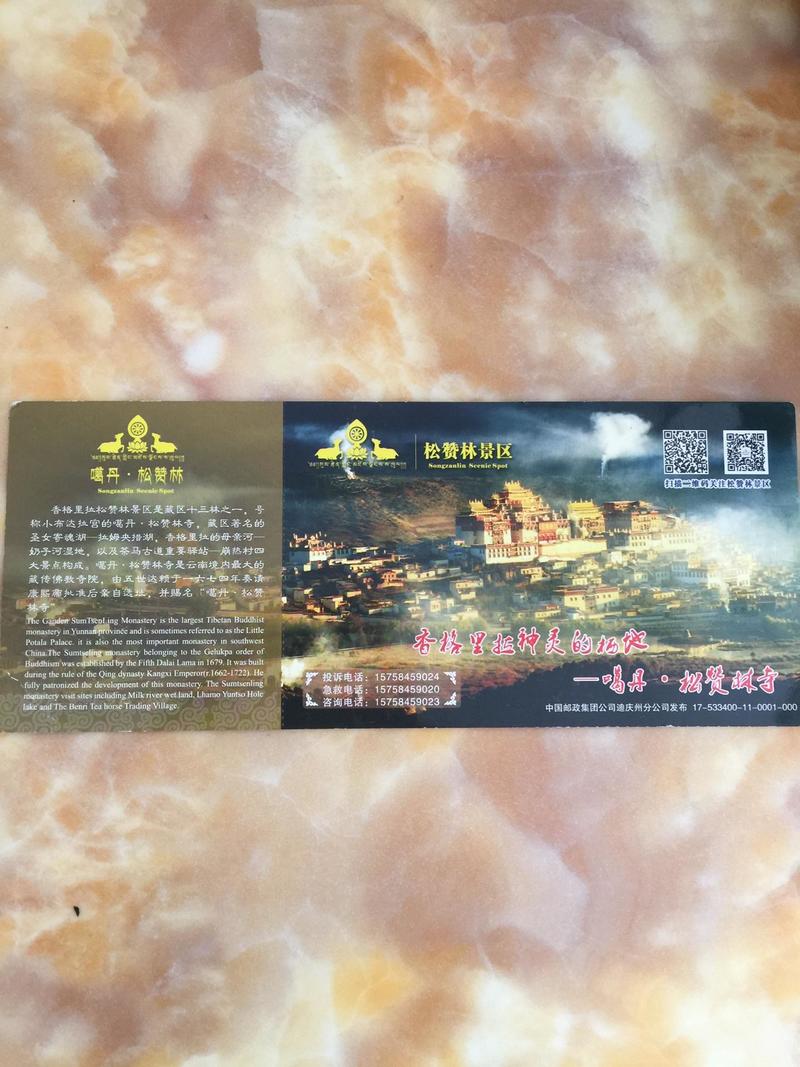 噶丹·松赞林
Songzanlin Scenic Spot
香格里拉松赞林景区是藏区十三林之一，号
称小布达拉宫的噶丹·松赞林寺，藏区著名的
圣女寄魂湖—拉姆央措湖，香格里拉的母亲河—
奶子河湿地，以及茶马古道重要驿站—崩热村四
大景点构成。噶丹·松赞林寺是云南境内最大的
藏传佛教寺院，由五世达赖于一六七四年奏请
康熙卿批准后亲自选址，并赐名“噶丹·松赞
林寺”
The Ganden SumTsenLing Monastery is the largest Tibetan Buddhist
monastery in Yunnan province and is sometimes referred to as the Little
Potala Palace. it is also the most important monastery in southwest
China.The Sumtseling monastery belonging to the Gelukpa order of
Buddhism was established by the Fifth Dalai Lama in 1679. It was built
during the rule of the Qing dynasty Kangxi Emperor(r.1662-1722). He
fully patronized the development of this monastery. The Sumtsenling
monastery visit sites including Milk river wet land, Lhamo Yuntso Hole
lake and The Benri Tea horse Trading Village.
松赞林景区
Songzanlin Scenic Spot
扫描二维码关注松赞林景区
香格里拉神灵的栖地
—噶丹·松赞林寺
投诉电话：15758459024
急救电话：15758459020
咨询电话：15758459023
中国邮政集团公司迪庆州分公司发布 17-533400-11-0001-000